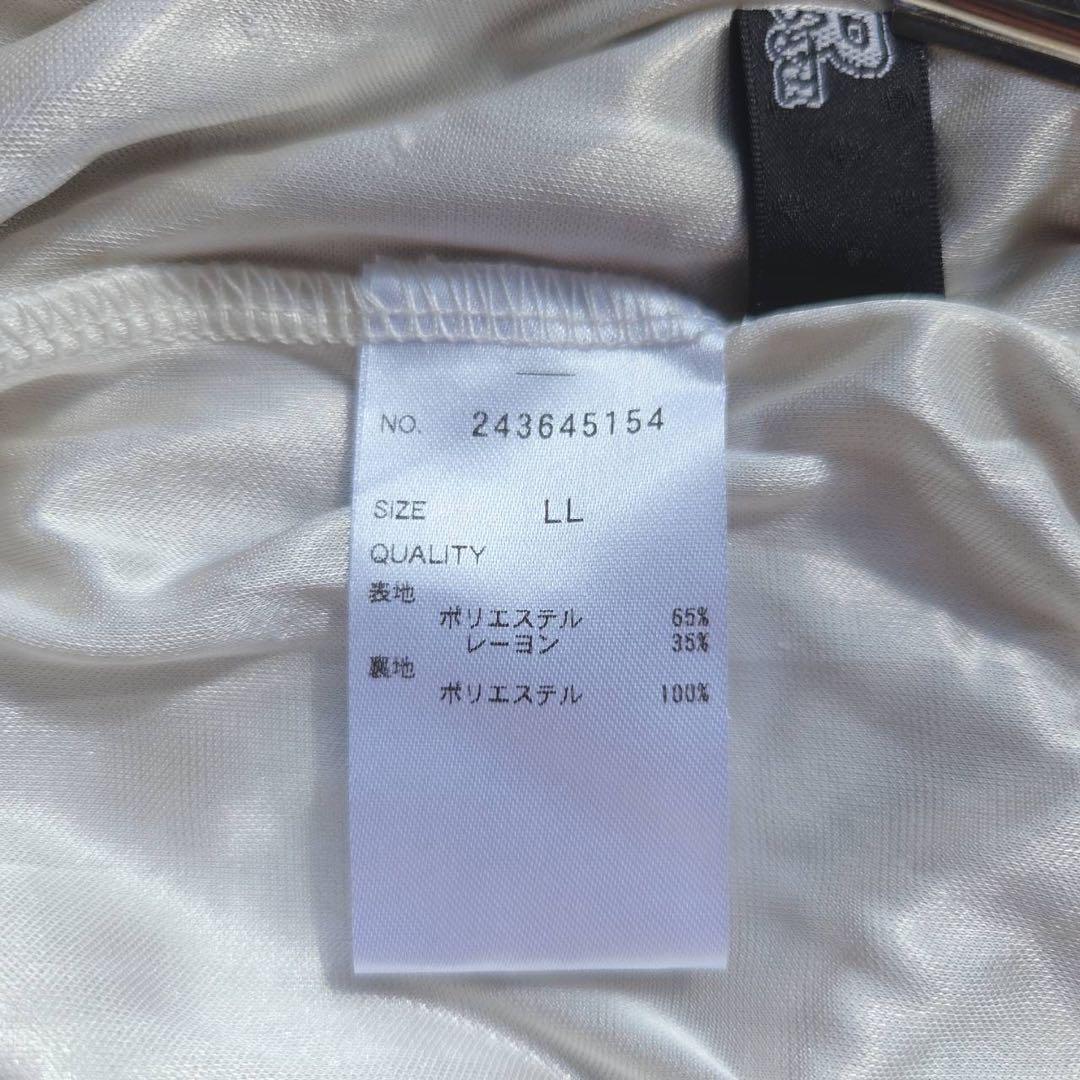 NO. 243645154
SIZE LL
QUALITY
表地
ポリエステル 65%
レーヨン 35%
裏地
ポリエステル 100%